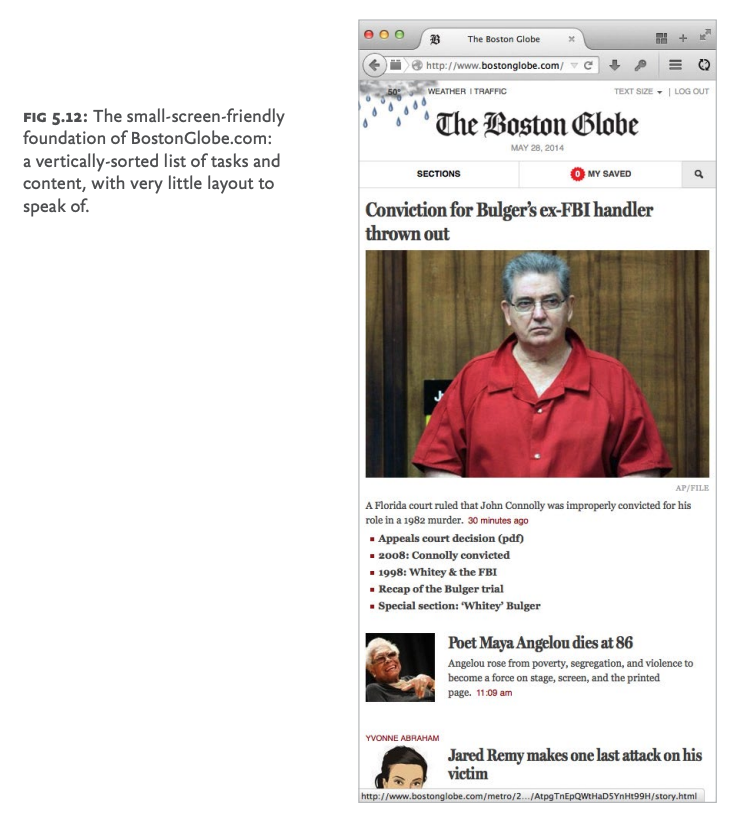 FIG 5.12: The small-screen-friendly
foundation of BostonGlobe.com:
a vertically-sorted list of tasks and
content, with very little layout to
speak of.
B The Boston Globe
http://www.bostonglobe.com/
50° WEATHER | TRAFFIC TEXT SIZE | LOG OUT
The Boston Globe
MAY 28, 2014
SECTIONS 0 MY SAVED
Conviction for Bulger's ex-FBI handler
thrown out
AP/FILE
A Florida court ruled that John Connolly was improperly convicted for his
role in a 1982 murder. 30 minutes ago
Appeals court decision (pdf)
2008: Connolly convicted
1998: Whitey & the FBI
Recap of the Bulger trial
Special section: ‘Whitey’ Bulger
Poet Maya Angelou dies at 86
Angelou rose from poverty, segregation, and violence to
become a force on stage, screen, and the printed
page. 11:09 am
YVONNE ABRAHAM
Jared Remy makes one last attack on his
victim
http://www.bostonglobe.com/metro/2.../AtpgTnEpQWtHaD5YnHt99H/story.html